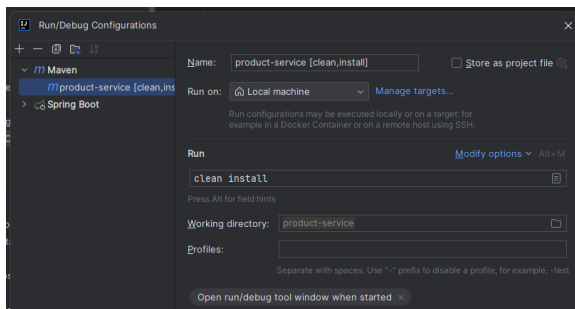 Run/Debug Configurations
Maven
product-service [clean,ins
Spring Boot
Name: product-service [clean,install]
Store as project file
Run on: Local machine
Manage targets...
Run configurations may be executed locally or on a target: for
example in a Docker Container or on a remote host using SSH.
Run
Modify options Alt+M
clean install
Press Alt for field hints
Working directory: product-service
Profiles:
Separate with spaces. Use "-" prefix to disable a profile, for example, -test
Open run/debug tool window when started